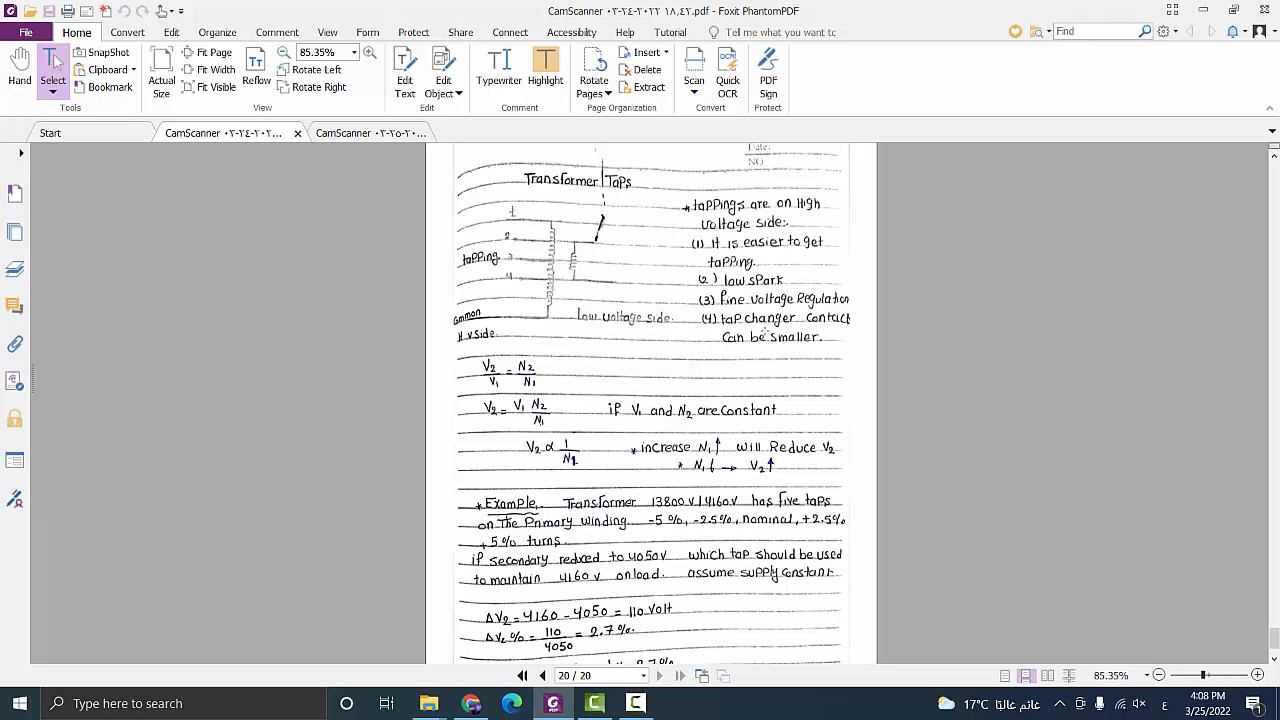 CamScanner ٠٣-٢٤-٢٠٢٢ ١٨,٤٢.pdf - Foxit PhantomPDF
File
Home
Convert
Edit
Organize
Comment
View
Form
Protect
Share
Connect
Accessibility
Help
Tutorial
Tell me what you want to
Find
Hand
Select
SnapShot
Clipboard
Bookmark
Tools
Actual Size
Fit Page
Fit Width
Fit Visible
Reflow
85.35%
Rotate Left
Rotate Right
View
Edit Text
Edit Object
Edit
Typewriter
Highlight
Comment
Rotate Pages
Insert
Delete
Extract
Page Organization
Scan
Quick OCR
Convert
PDF Sign
Protect
Start
CamScanner ٠٣-٢٤-٢٠٢...
CamScanner ٠٣-٢٥-٢٠...
Date:
NO
Transformer Taps
1
2
tapping 3
4
Common
H.v side.
low voltage side.
* tappings are on High
voltage side:.
(1) it is easier to get
tapping.
(2) low spark
(3) fine voltage Regulation
(4) tap changer Contact
Can be smaller.
V2/V1 = N2/N1
V2 = V1 N2/N1 if V1 and N2 are Constant
V2 ∝ 1/N1 * increase N1↑ will Reduce V2
* N1↓ → V2↑
* Example. Transformer 13800v/4160v has five taps
on The Primary winding. -5%, -2.5%, nominal, +2.5%
+5% turns.
if secondary reduced to 4050v which tap should be used
to maintain 4160v onload. assume supply Constant.
ΔV2 = 4160 - 4050 = 110 Volt
ΔV2% = 110/4050 = 2.7%.
20 / 20
85.35%
Type here to search
4:08 PM
3/25/2022